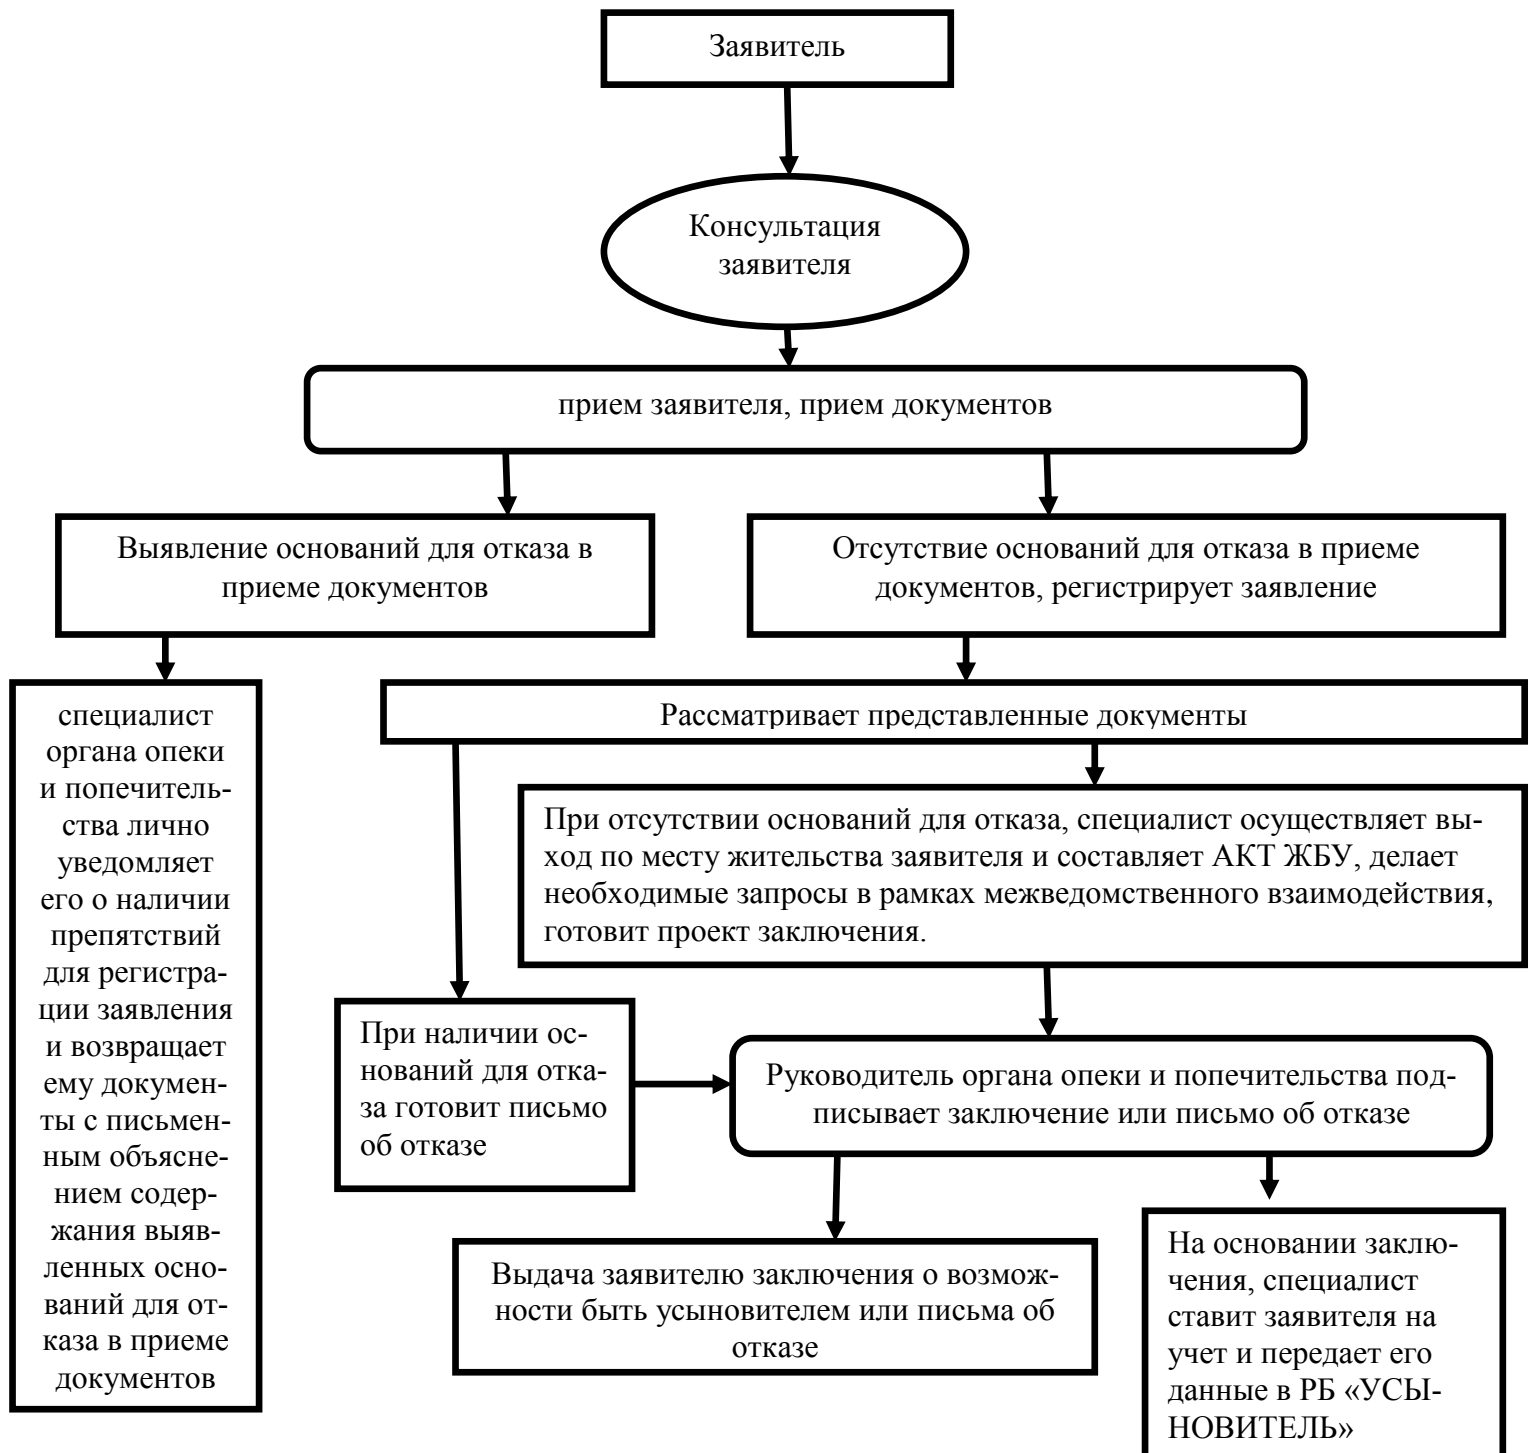 Заявитель
Консультация
заявителя
прием заявителя, прием документов
Выявление оснований для отказа в
приеме документов
Отсутствие оснований для отказа в приеме
документов, регистрирует заявление
специалист
органа опеки
и попечитель-
ства лично
уведомляет
его о наличии
препятствий
для регистра-
ции заявления
и возвращает
ему докумен-
ты с письмен-
ным объясне-
нием содер-
жания выяв-
ленных осно-
ваний для от-
каза в приеме
документов
Рассматривает представленные документы
При отсутствии оснований для отказа, специалист осуществляет вы-
ход по месту жительства заявителя и составляет АКТ ЖБУ, делает
необходимые запросы в рамках межведомственного взаимодействия,
готовит проект заключения.
При наличии ос-
нований для отка-
за готовит письмо
об отказе
Руководитель органа опеки и попечительства под-
писывает заключение или письмо об отказе
Выдача заявителю заключения о возмож-
ности быть усыновителем или письма об
отказе
На основании заклю-
чения, специалист
ставит заявителя на
учет и передает его
данные в РБ «УСЫ-
НОВИТЕЛЬ»